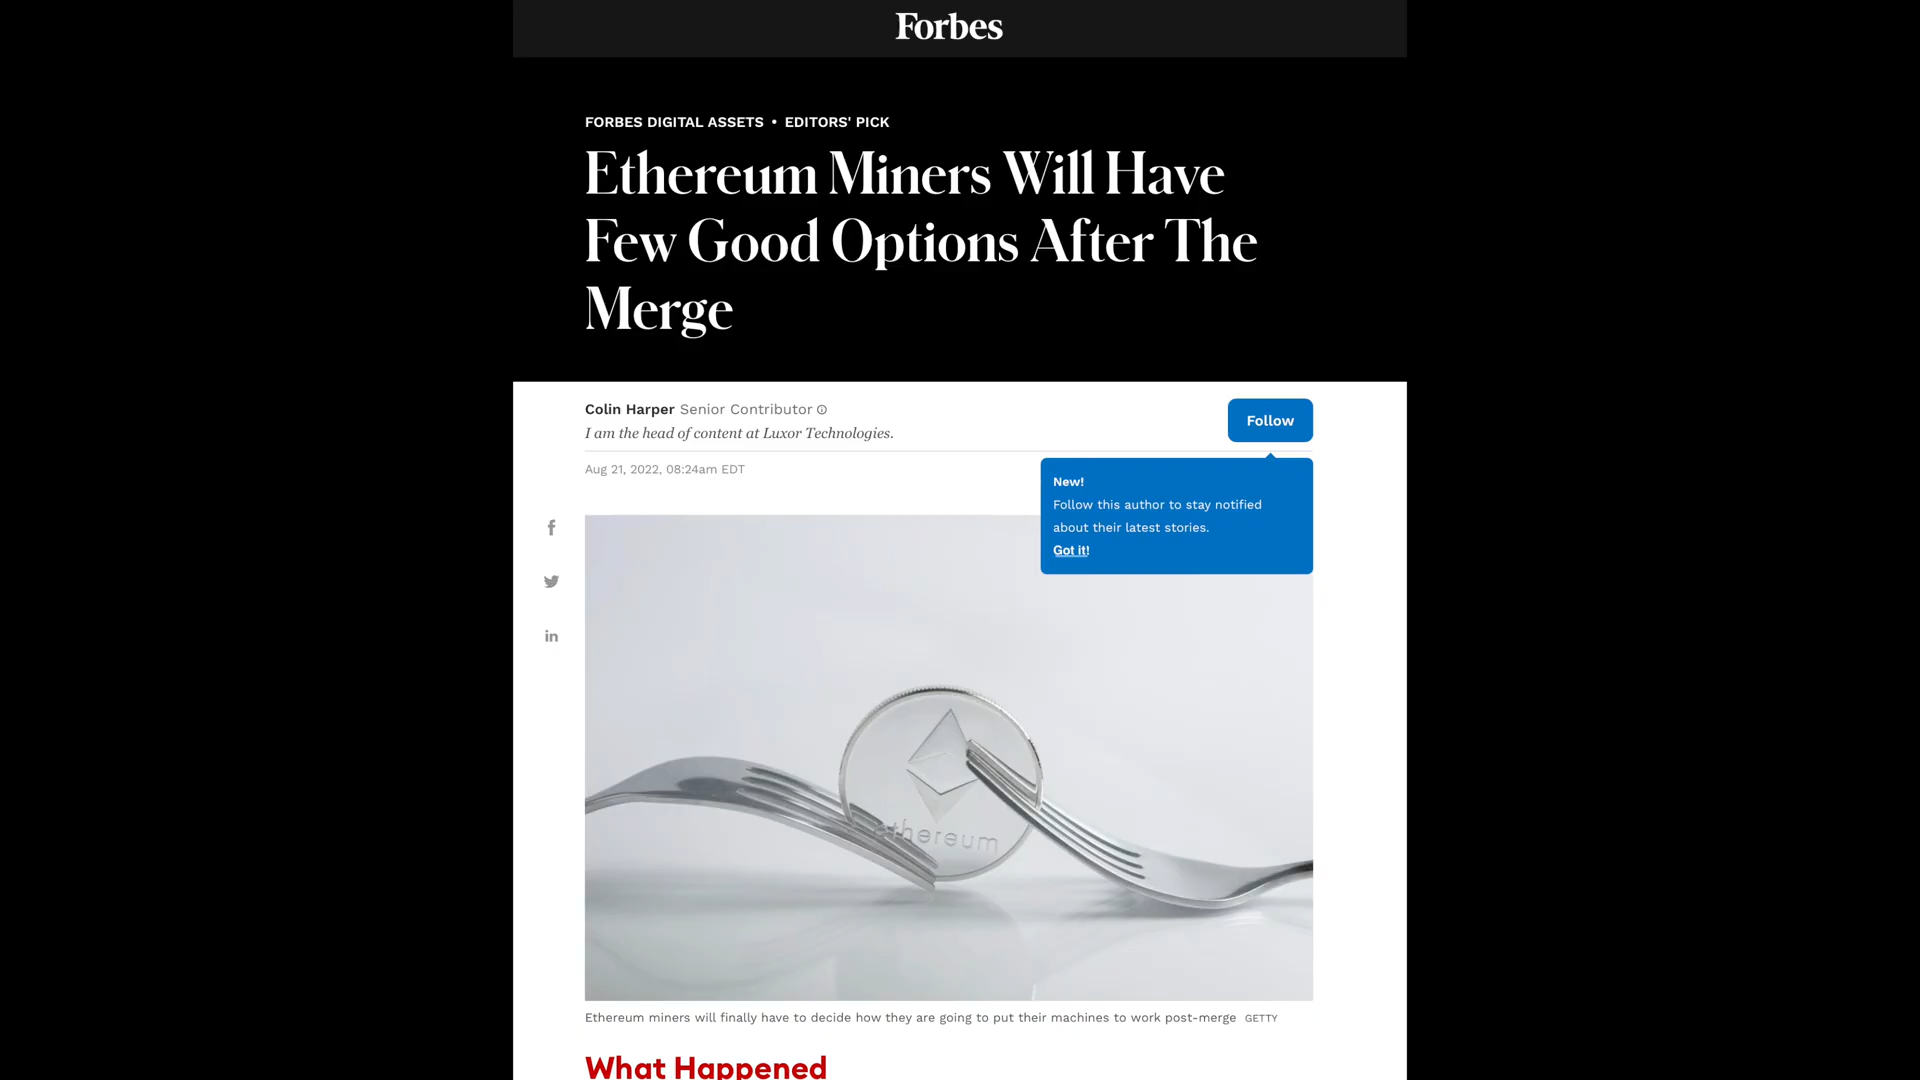 Forbes
FORBES DIGITAL ASSETS • EDITORS' PICK
Ethereum Miners Will Have
Few Good Options After The
Merge
Colin Harper Senior Contributor
I am the head of content at Luxor Technologies.
Follow
Aug 21, 2022, 08:24am EDT
New!
Follow this author to stay notified
about their latest stories.
Got it!
ethereum
Ethereum miners will finally have to decide how they are going to put their machines to work post-merge GETTY
What Happened